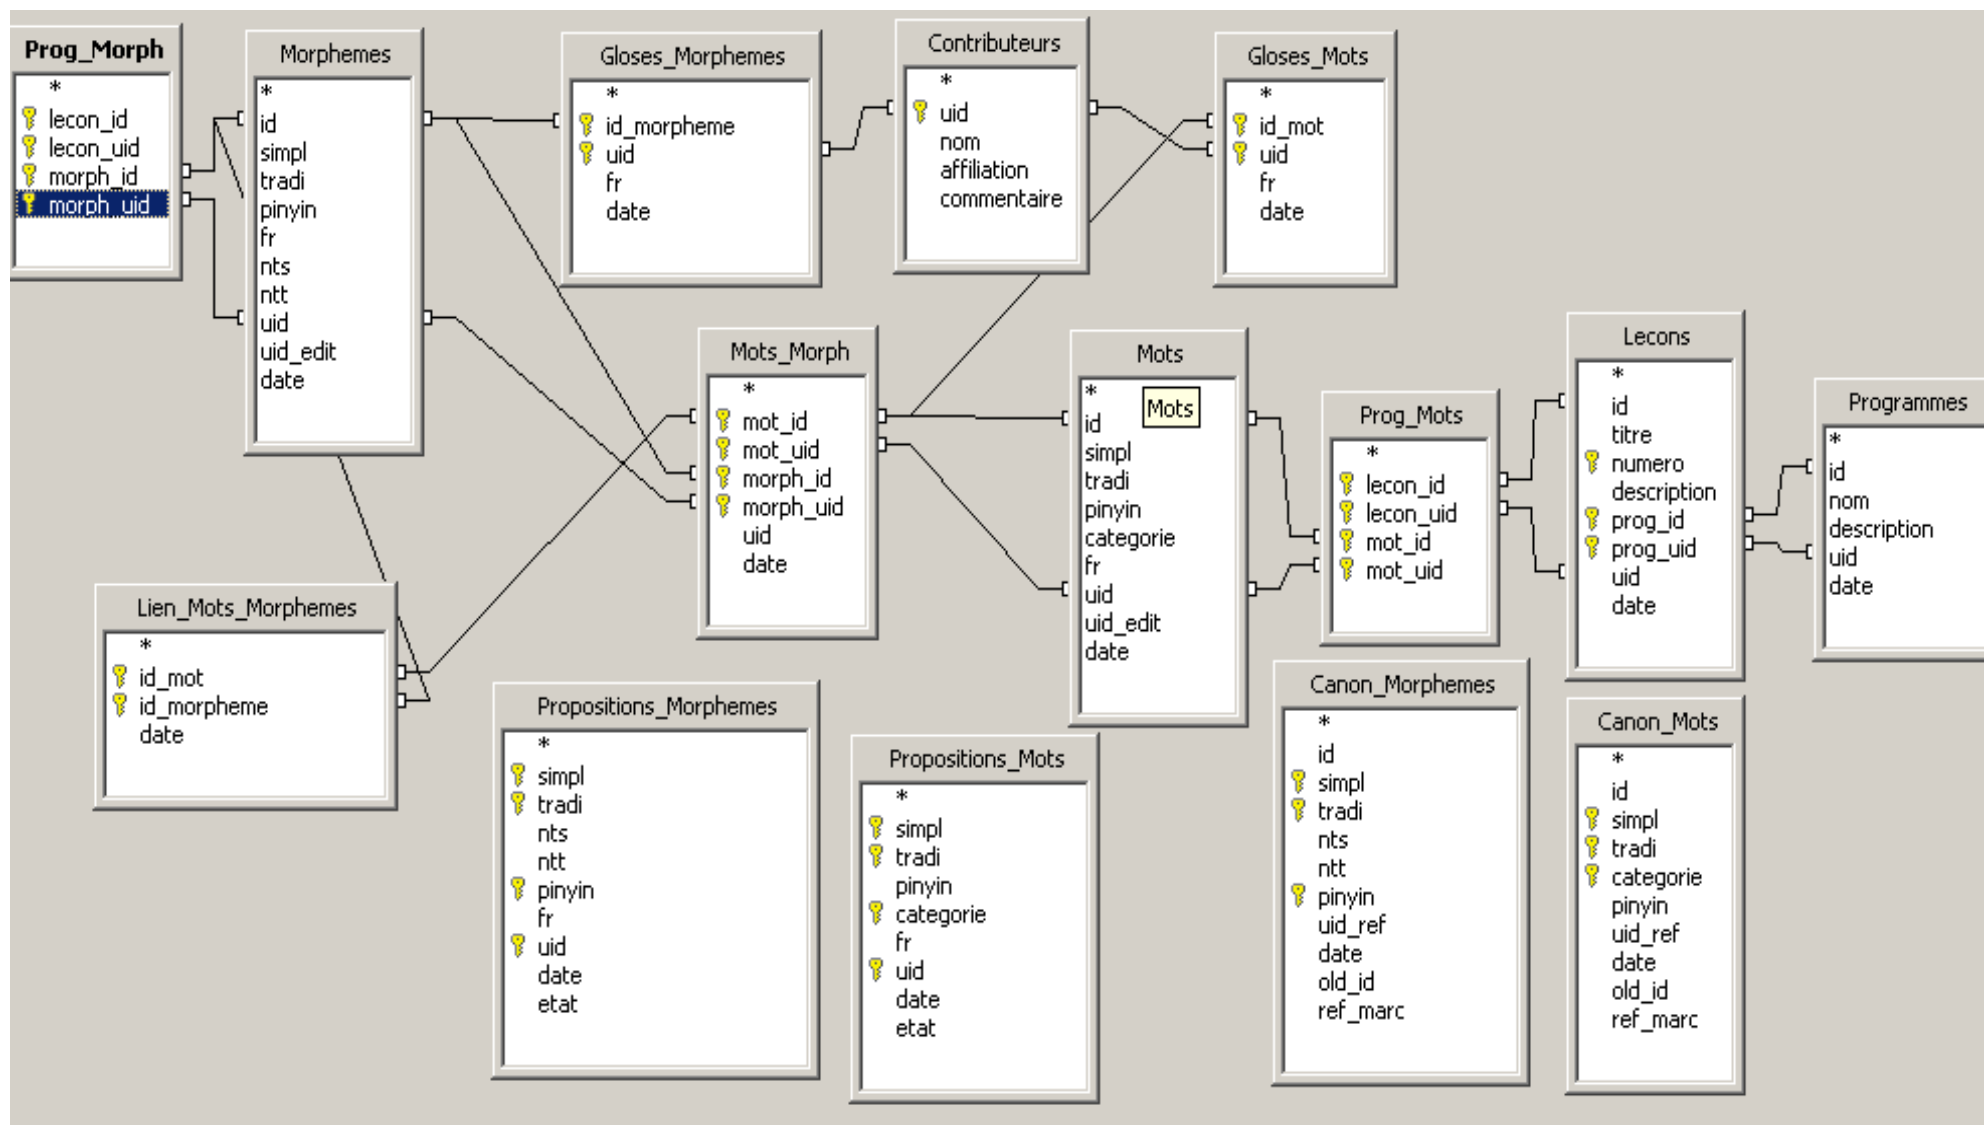 Prog_Morph
*
lecon_id
lecon_uid
morph_id
morph_uid
Morphemes
*
id
simpl
tradi
pinyin
fr
nts
ntt
uid
uid_edit
date
Gloses_Morphemes
*
id_morpheme
uid
fr
date
Contributeurs
*
uid
nom
affiliation
commentaire
Gloses_Mots
*
id_mot
uid
fr
date
Mots_Morph
*
mot_id
mot_uid
morph_id
morph_uid
uid
date
Mots
*
id
simpl
tradi
pinyin
categorie
fr
uid
uid_edit
date
Mots
Prog_Mots
*
lecon_id
lecon_uid
mot_id
mot_uid
Lecons
*
id
titre
numero
description
prog_id
prog_uid
uid
date
Programmes
*
id
nom
description
uid
date
Lien_Mots_Morphemes
*
id_mot
id_morpheme
date
Propositions_Morphemes
*
simpl
tradi
nts
ntt
pinyin
fr
uid
date
etat
Propositions_Mots
*
simpl
tradi
pinyin
categorie
fr
uid
date
etat
Canon_Morphemes
*
id
simpl
tradi
nts
ntt
pinyin
uid_ref
date
old_id
ref_marc
Canon_Mots
*
id
simpl
tradi
categorie
pinyin
uid_ref
date
old_id
ref_marc